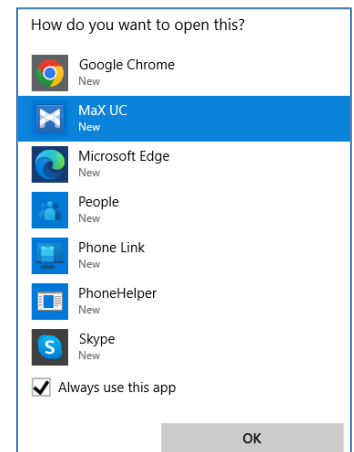 How do you want to open this?
Google Chrome
New
MaX UC
New
Microsoft Edge
New
People
New
Phone Link
New
PhoneHelper
New
S
Skype
New
Always use this app
OK